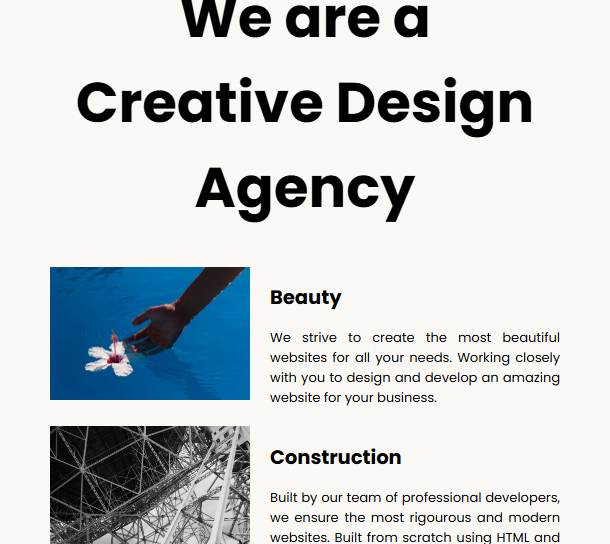 We are a
Creative Design
Agency
Beauty
We strive to create the most beautiful
websites for all your needs. Working closely
with you to design and develop an amazing
website for your business.
Construction
Built by our team of professional developers,
we ensure the most rigourous and modern
websites. Built from scratch using HTML and